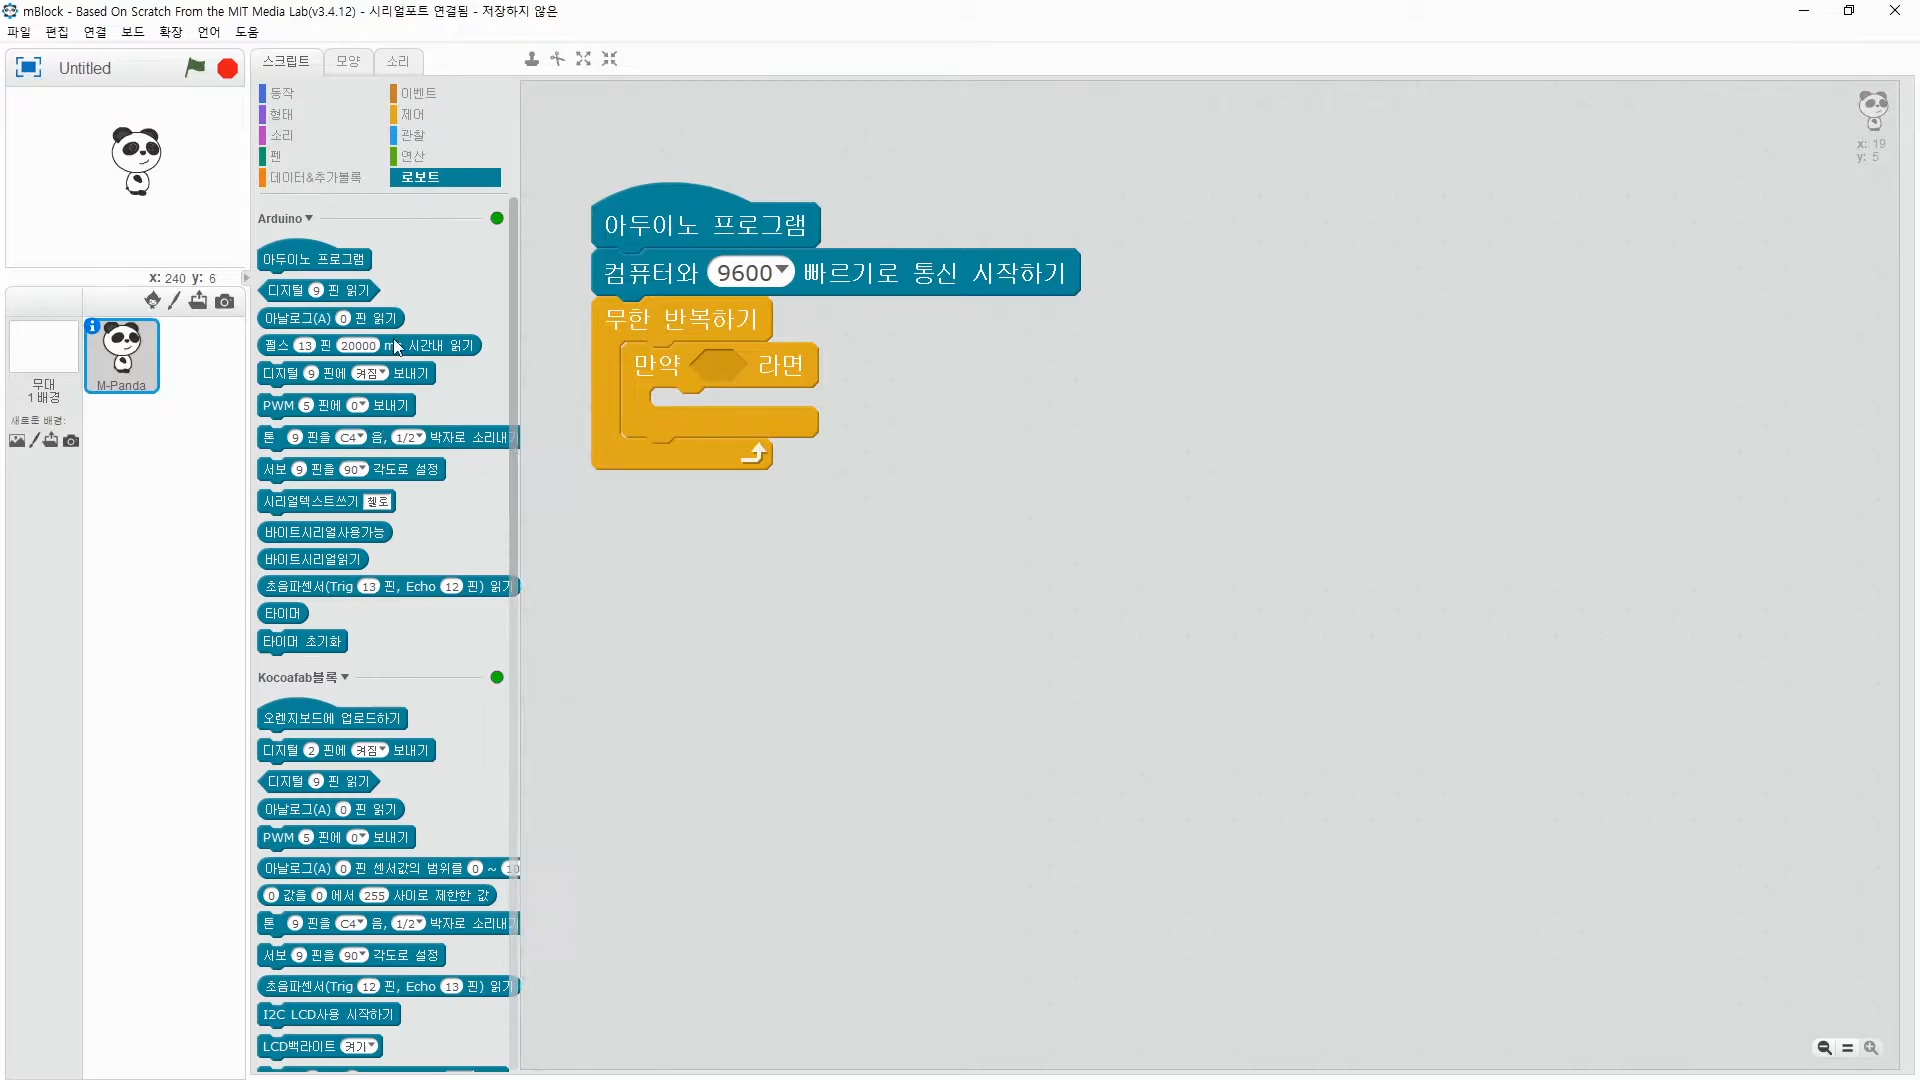 mBlock - Based On Scratch From the MIT Media Lab(v3.4.12) - 시리얼포트 연결됨 - 저장하지 않은
파일 편집 연결 보드 확장 언어 도움
Untitled
스크립트 모양 소리
동작 이벤트
형태 제어
소리 관찰
펜 연산
데이터&추가블록 로보트
x: 19
y: 5
x: 240 y: 6
M-Panda
무대
1 배경
새로운 배경:
Arduino
아두이노 프로그램
디지털 9 핀 읽기
아날로그(A) 0 핀 읽기
펄스 13 핀 20000 시간내 읽기
디지털 9 핀에 켜짐 보내기
PWM 5 핀에 0 보내기
톤 9 핀을 C4 음, 1/2 박자로 소리내기
서보 9 핀을 90 각도로 설정
시리얼텍스트쓰기 헬로
바이트시리얼사용가능
바이트시리얼읽기
초음파센서(Trig 13 핀, Echo 12 핀) 읽기
타이머
타이머 초기화
Kocoafab블록
오렌지보드에 업로드하기
디지털 2 핀에 켜짐 보내기
디지털 9 핀 읽기
아날로그(A) 0 핀 읽기
PWM 5 핀에 0 보내기
아날로그(A) 0 핀 센서값의 범위를 0 ~ 10
0 값을 0 에서 255 사이로 제한한 값
톤 9 핀을 C4 음, 1/2 박자로 소리내기
서보 9 핀을 90 각도로 설정
초음파센서(Trig 12 핀, Echo 13 핀) 읽기
I2C LCD사용 시작하기
LCD백라이트 켜기
아두이노 프로그램
컴퓨터와 9600 빠르기로 통신 시작하기
무한 반복하기
만약 라면